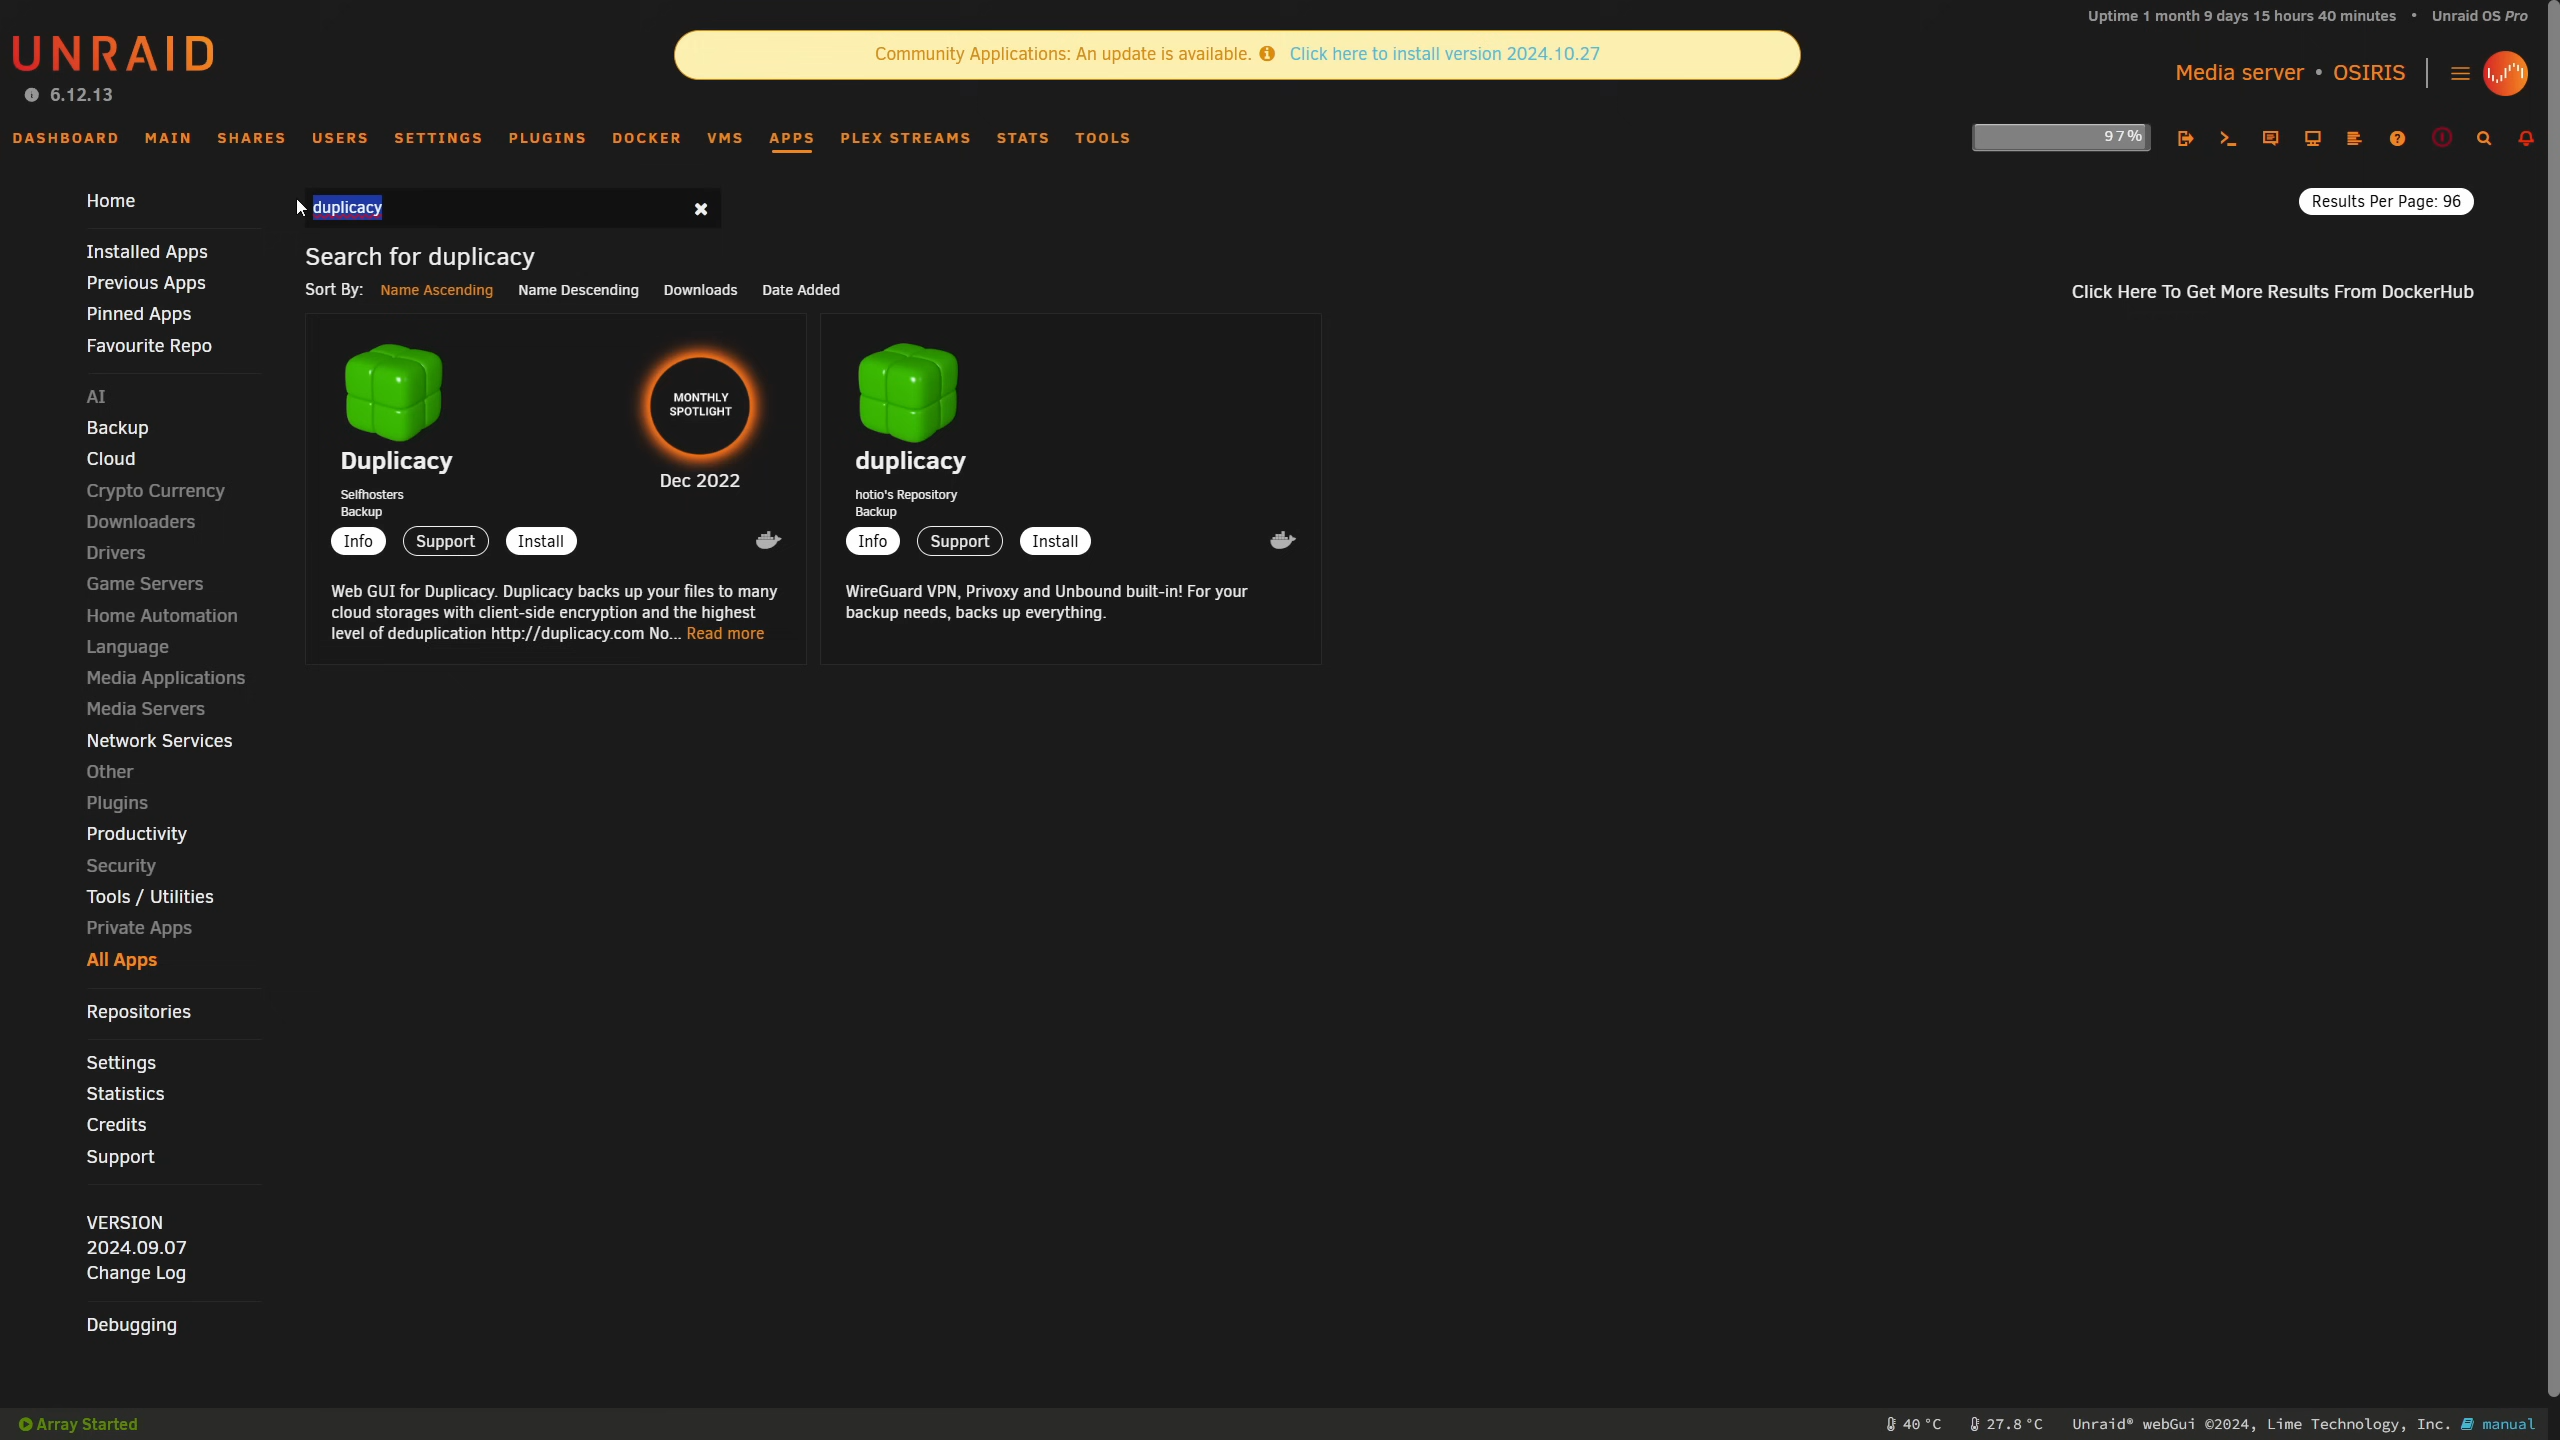 Uptime 1 month 9 days 15 hours 40 minutes • Unraid OS Pro
UNRAID
6.12.13
Community Applications: An update is available. Click here to install version 2024.10.27
Media server • OSIRIS
DASHBOARD MAIN SHARES USERS SETTINGS PLUGINS DOCKER VMS APPS PLEX STREAMS STATS TOOLS
97%
Home
Installed Apps
Previous Apps
Pinned Apps
Favourite Repo
AI
Backup
Cloud
Crypto Currency
Downloaders
Drivers
Game Servers
Home Automation
Language
Media Applications
Media Servers
Network Services
Other
Plugins
Productivity
Security
Tools / Utilities
Private Apps
All Apps
Repositories
Settings
Statistics
Credits
Support
VERSION
2024.09.07
Change Log
Debugging
duplicacy
Results Per Page: 96
Search for duplicacy
Sort By: Name Ascending Name Descending Downloads Date Added
Click Here To Get More Results From DockerHub
MONTHLY
SPOTLIGHT
Dec 2022
Duplicacy
Selfhosters
Backup
Info Support Install
Web GUI for Duplicacy. Duplicacy backs up your files to many
cloud storages with client-side encryption and the highest
level of deduplication http://duplicacy.com No... Read more
duplicacy
hotio's Repository
Backup
Info Support Install
WireGuard VPN, Privoxy and Unbound built-in! For your
backup needs, backs up everything.
Array Started
40 °C 27.8 °C Unraid® webGui ©2024, Lime Technology, Inc. manual